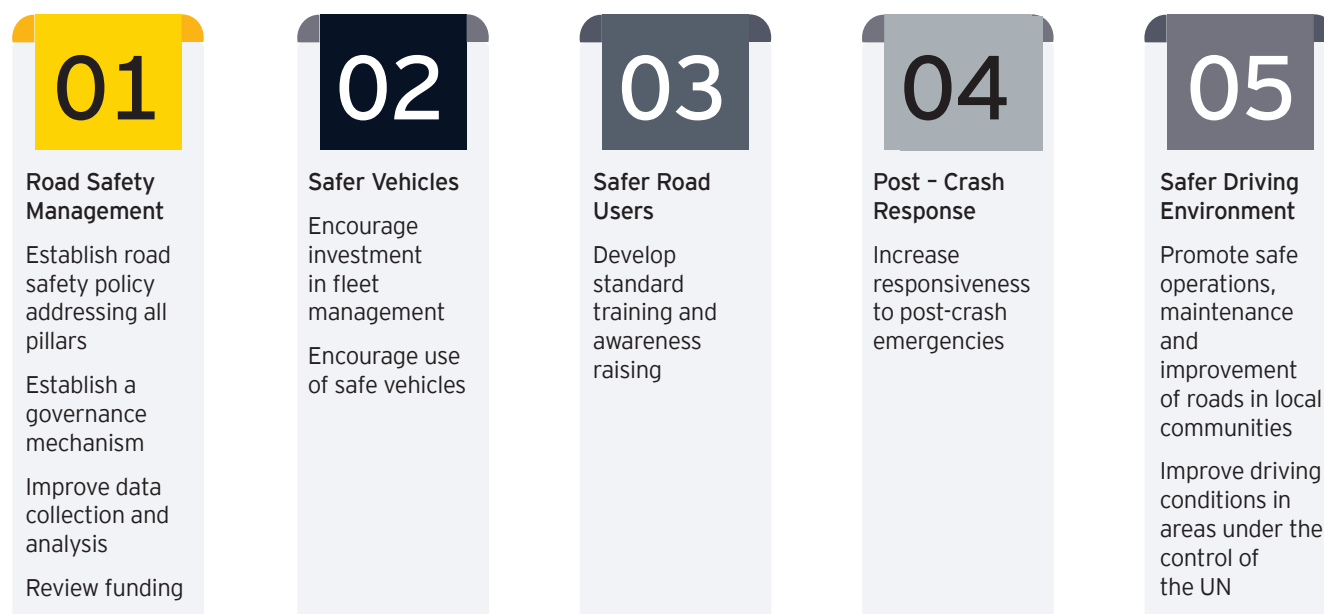 01
Road Safety
Management
Establish road
safety policy
addressing all
pillars
Establish a
governance
mechanism
Improve data
collection and
analysis
Review funding
02
Safer Vehicles
Encourage
investment
in fleet
management
Encourage use
of safe vehicles
03
Safer Road
Users
Develop
standard
training and
awareness
raising
04
Post – Crash
Response
Increase
responsiveness
to post-crash
emergencies
05
Safer Driving
Environment
Promote safe
operations,
maintenance
and
improvement
of roads in local
communities
Improve driving
conditions in
areas under the
control of
the UN